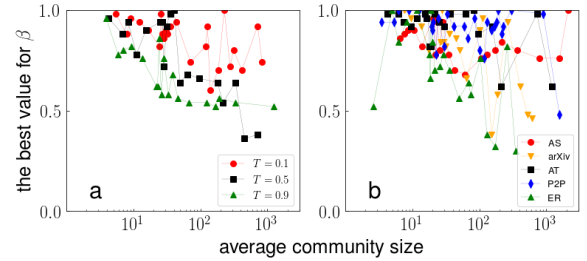 the best value for β
1.0
0.5
0.0
a
T = 0.1
T = 0.5
T = 0.9
10¹ 10² 10³
1.0
0.5
0.0
b
AS
arXiv
AT
P2P
ER
10¹ 10² 10³
average community size